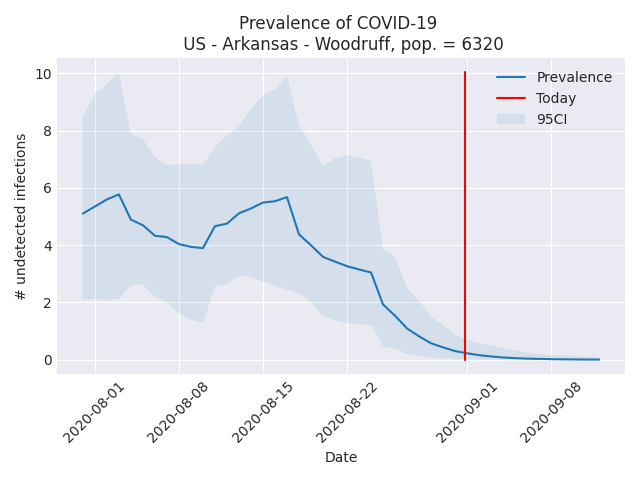 Prevalence of COVID-19
US - Arkansas - Woodruff, pop. = 6320
10
8
6
4
2
0
# undetected infections
Prevalence
Today
95CI
2020-08-01
2020-08-08
2020-08-15
2020-08-22
2020-09-01
2020-09-08
Date